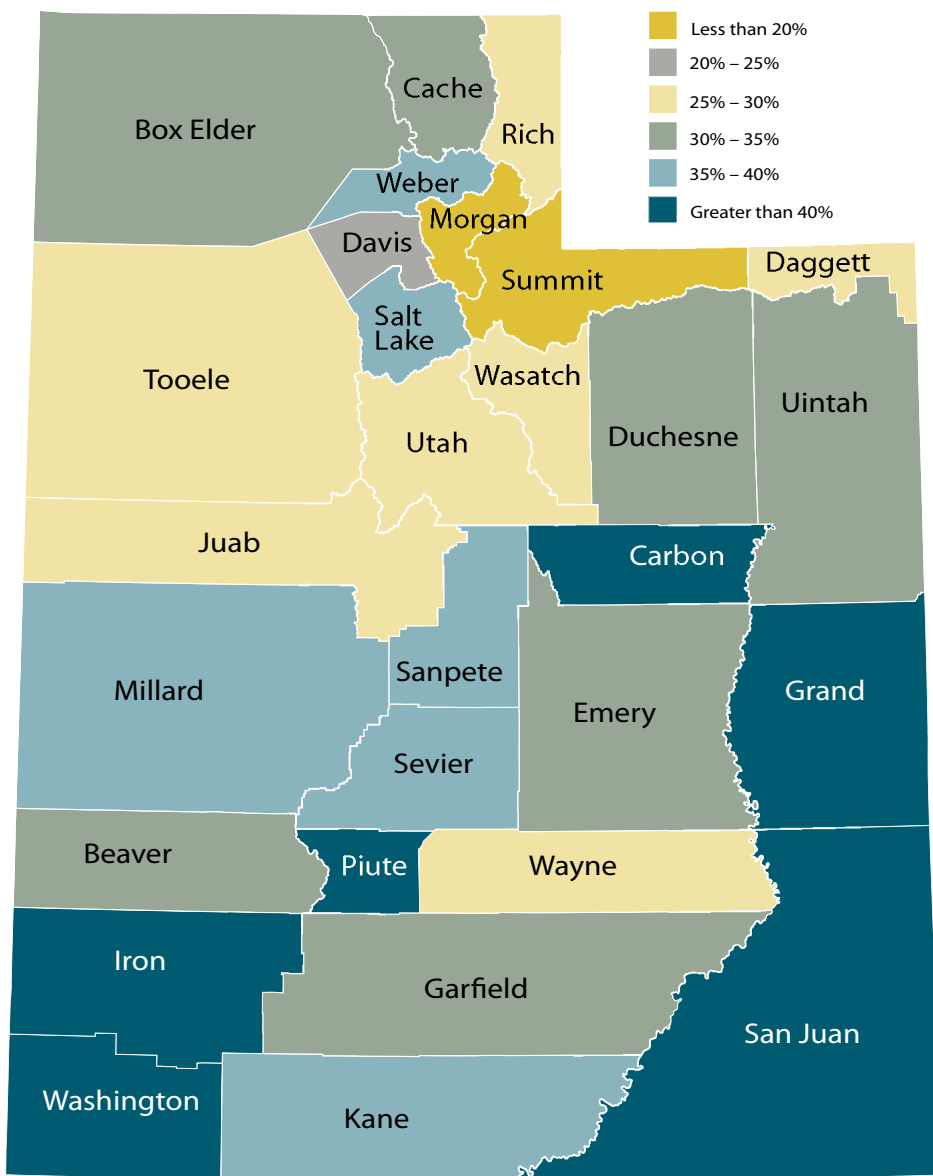 Less than 20%
20% – 25%
25% – 30%
30% – 35%
35% – 40%
Greater than 40%
Cache
Box Elder
Rich
Weber
Morgan
Davis
Daggett
Summit
Salt
Lake
Wasatch
Tooele
Uintah
Duchesne
Utah
Juab
Carbon
Sanpete
Millard
Grand
Emery
Sevier
Beaver
Piute
Wayne
Iron
Garfield
San Juan
Washington
Kane